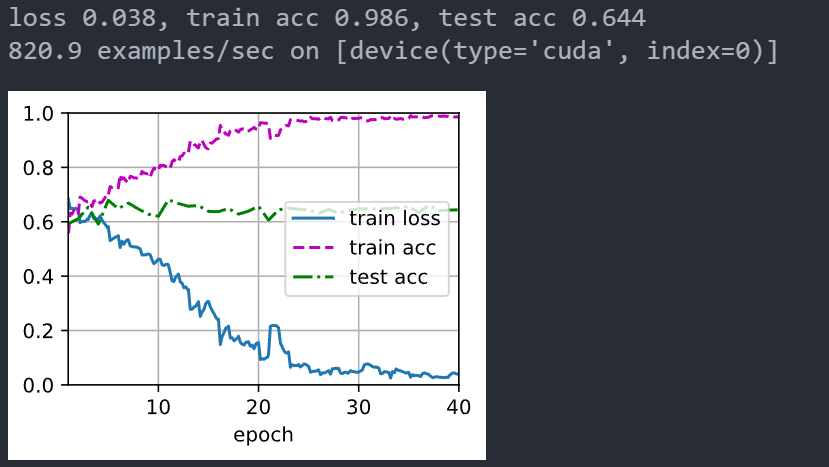 loss 0.038, train acc 0.986, test acc 0.644
820.9 examples/sec on [device(type='cuda', index=0)]
1.0
0.8
0.6
0.4
0.2
0.0
train loss
train acc
test acc
10 20 30 40
epoch